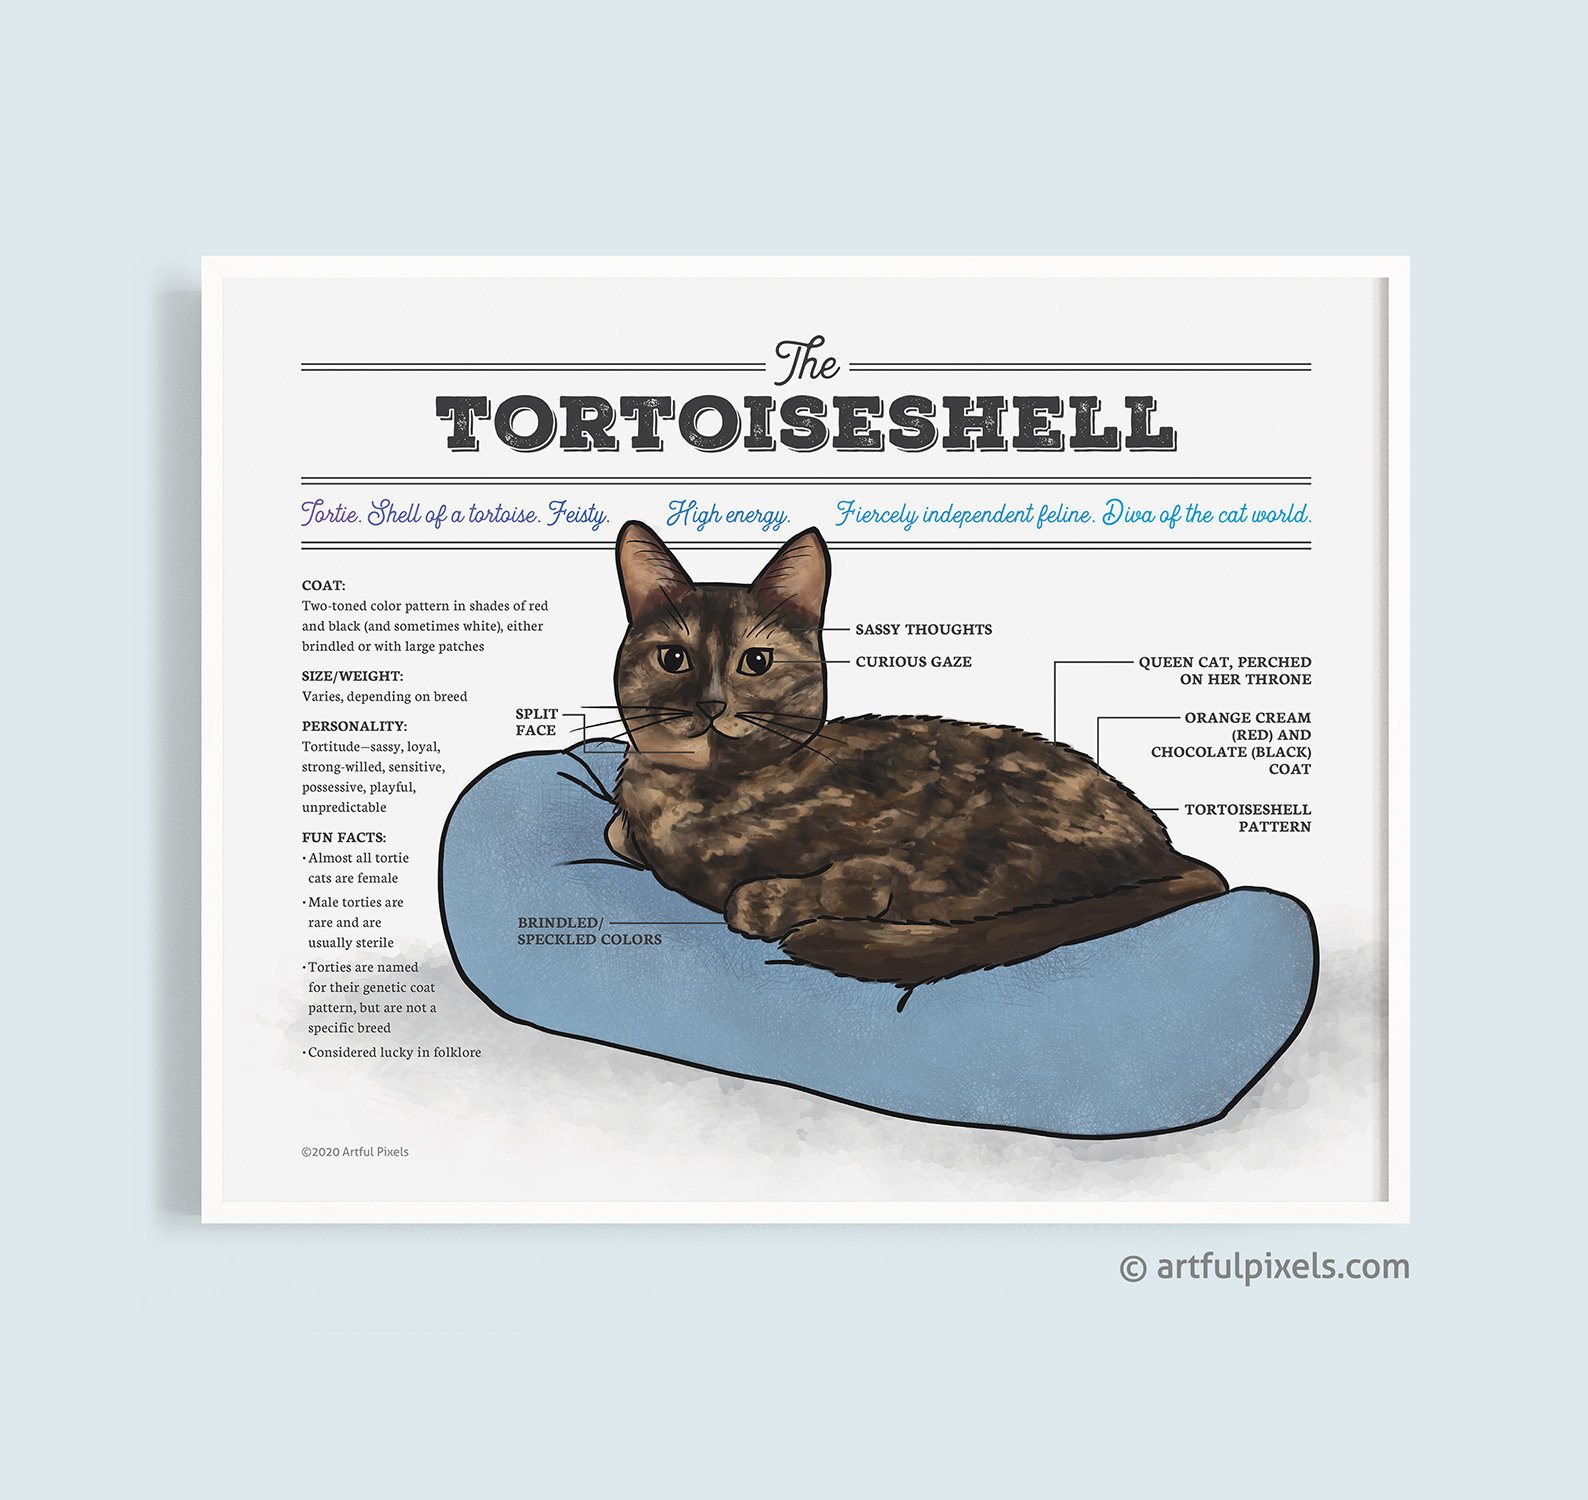 The
TORTOISESHELL
Tortie. Shell of a tortoise. Feisty. High energy. Fiercely independent feline. Diva of the cat world.
COAT:
Two-toned color pattern in shades of red
and black (and sometimes white), either
brindled or with large patches
SIZE/WEIGHT:
Varies, depending on breed
PERSONALITY:
Tortitude—sassy, loyal,
strong-willed, sensitive,
possessive, playful,
unpredictable
FUN FACTS:
• Almost all tortie
cats are female
• Male torties are
rare and are
usually sterile
• Torties are named
for their genetic coat
pattern, but are not a
specific breed
• Considered lucky in folklore
SPLIT
FACE
BRINDLED/
SPECKLED COLORS
SASSY THOUGHTS
CURIOUS GAZE
QUEEN CAT, PERCHED
ON HER THRONE
ORANGE CREAM
(RED) AND
CHOCOLATE (BLACK)
COAT
TORTOISESHELL
PATTERN
©2020 Artful Pixels
© artfulpixels.com